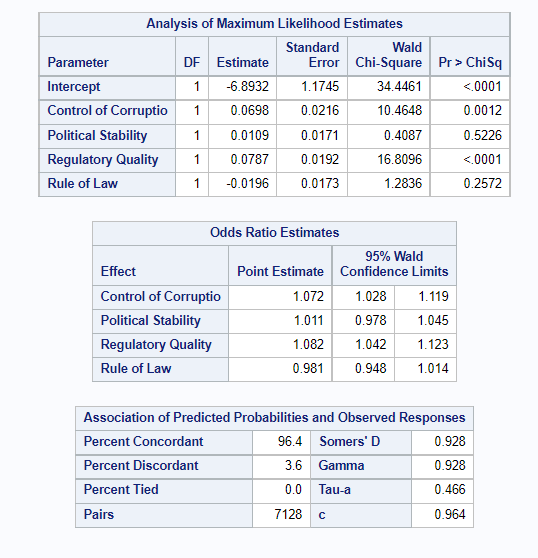 Analysis of Maximum Likelihood Estimates
Parameter DF Estimate Standard Error Wald Chi-Square Pr > ChiSq
Intercept 1 -6.8932 1.1745 34.4461 <.0001
Control of Corruptio 1 0.0698 0.0216 10.4648 0.0012
Political Stability 1 0.0109 0.0171 0.4087 0.5226
Regulatory Quality 1 0.0787 0.0192 16.8096 <.0001
Rule of Law 1 -0.0196 0.0173 1.2836 0.2572
Odds Ratio Estimates
Effect Point Estimate 95% Wald Confidence Limits
Control of Corruptio 1.072 1.028 1.119
Political Stability 1.011 0.978 1.045
Regulatory Quality 1.082 1.042 1.123
Rule of Law 0.981 0.948 1.014
Association of Predicted Probabilities and Observed Responses
Percent Concordant 96.4 Somers' D 0.928
Percent Discordant 3.6 Gamma 0.928
Percent Tied 0.0 Tau-a 0.466
Pairs 7128 c 0.964